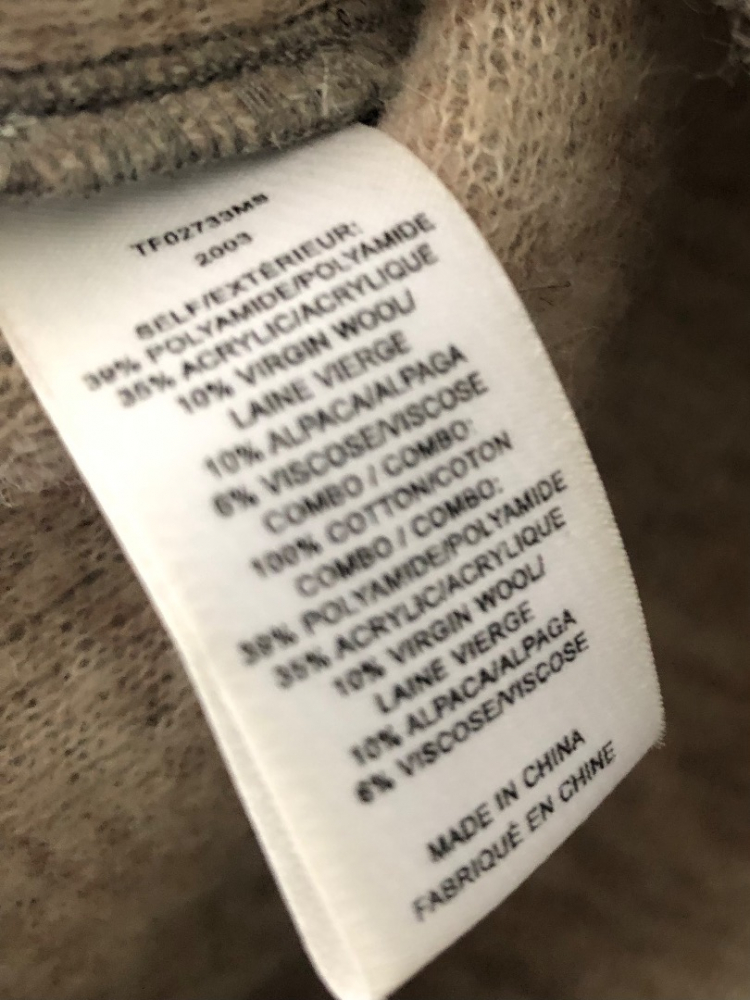 TF02733MB
2003
SELF/EXTÉRIEUR:
39% POLYAMIDE/POLYAMIDE
35% ACRYLIC/ACRYLIQUE
10% VIRGIN WOOL/
LAINE VIERGE
10% ALPACA/ALPAGA
6% VISCOSE/VISCOSE
COMBO / COMBO:
100% COTTON/COTON
COMBO / COMBO:
39% POLYAMIDE/POLYAMIDE
35% ACRYLIC/ACRYLIQUE
10% VIRGIN WOOL/
LAINE VIERGE
10% ALPACA/ALPAGA
6% VISCOSE/VISCOSE
MADE IN CHINA
FABRIQUÉ EN CHINE